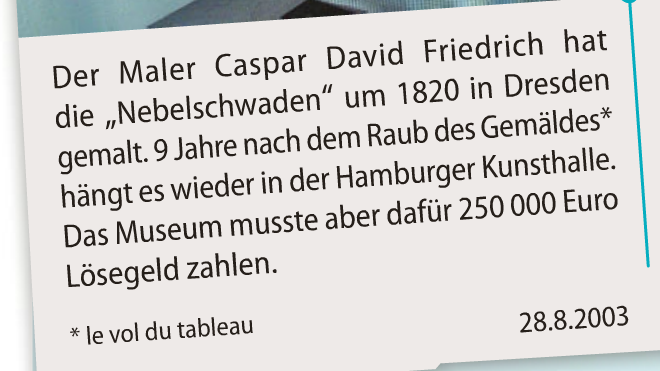 Der Maler Caspar David Friedrich hat
die „Nebelschwaden“ um 1820 in Dresden
gemalt. 9 Jahre nach dem Raub des Gemäldes*
hängt es wieder in der Hamburger Kunsthalle.
Das Museum musste aber dafür 250 000 Euro
Lösegeld zahlen.
* le vol du tableau
28.8.2003